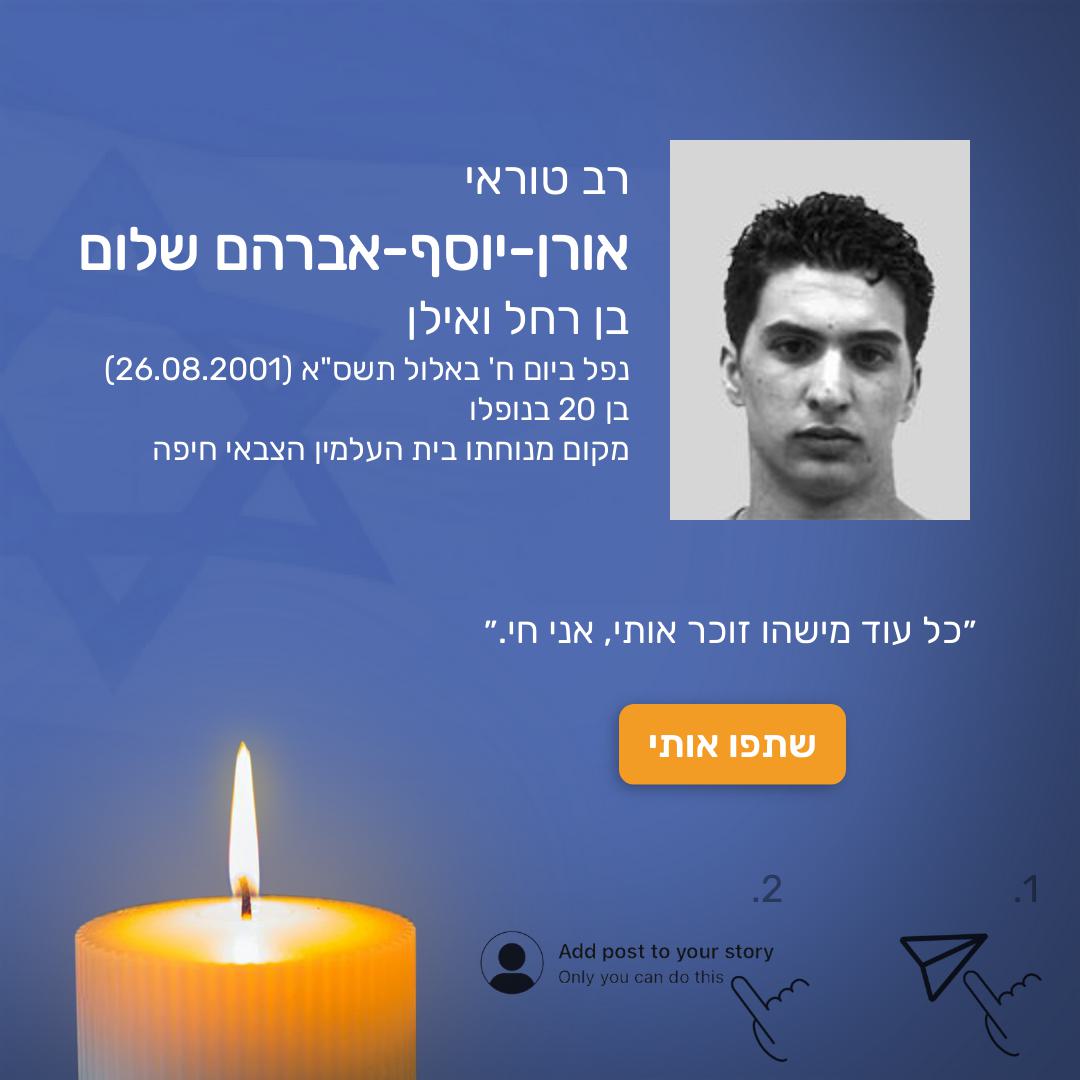 רב טוראי
אורן-יוסף-אברהם שלום
בן רחל ואילן
נפל ביום ח' באלול תשס"א (26.08.2001)
בן 20 בנופלו
מקום מנוחתו בית העלמין הצבאי חיפה
״כל עוד מישהו זוכר אותי, אני חי.״
שתפו אותי
.1
.2
Add post to your story
Only you can do this